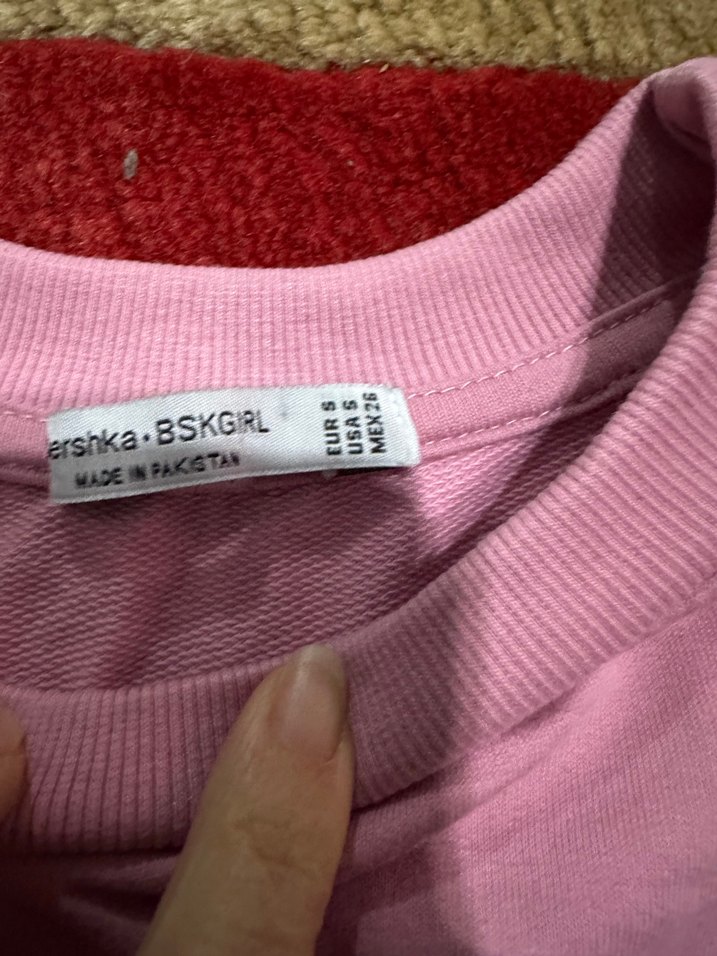 ershka • BSKGIRL
MADE IN PAKISTAN
EUR S
USA S
MEX 26